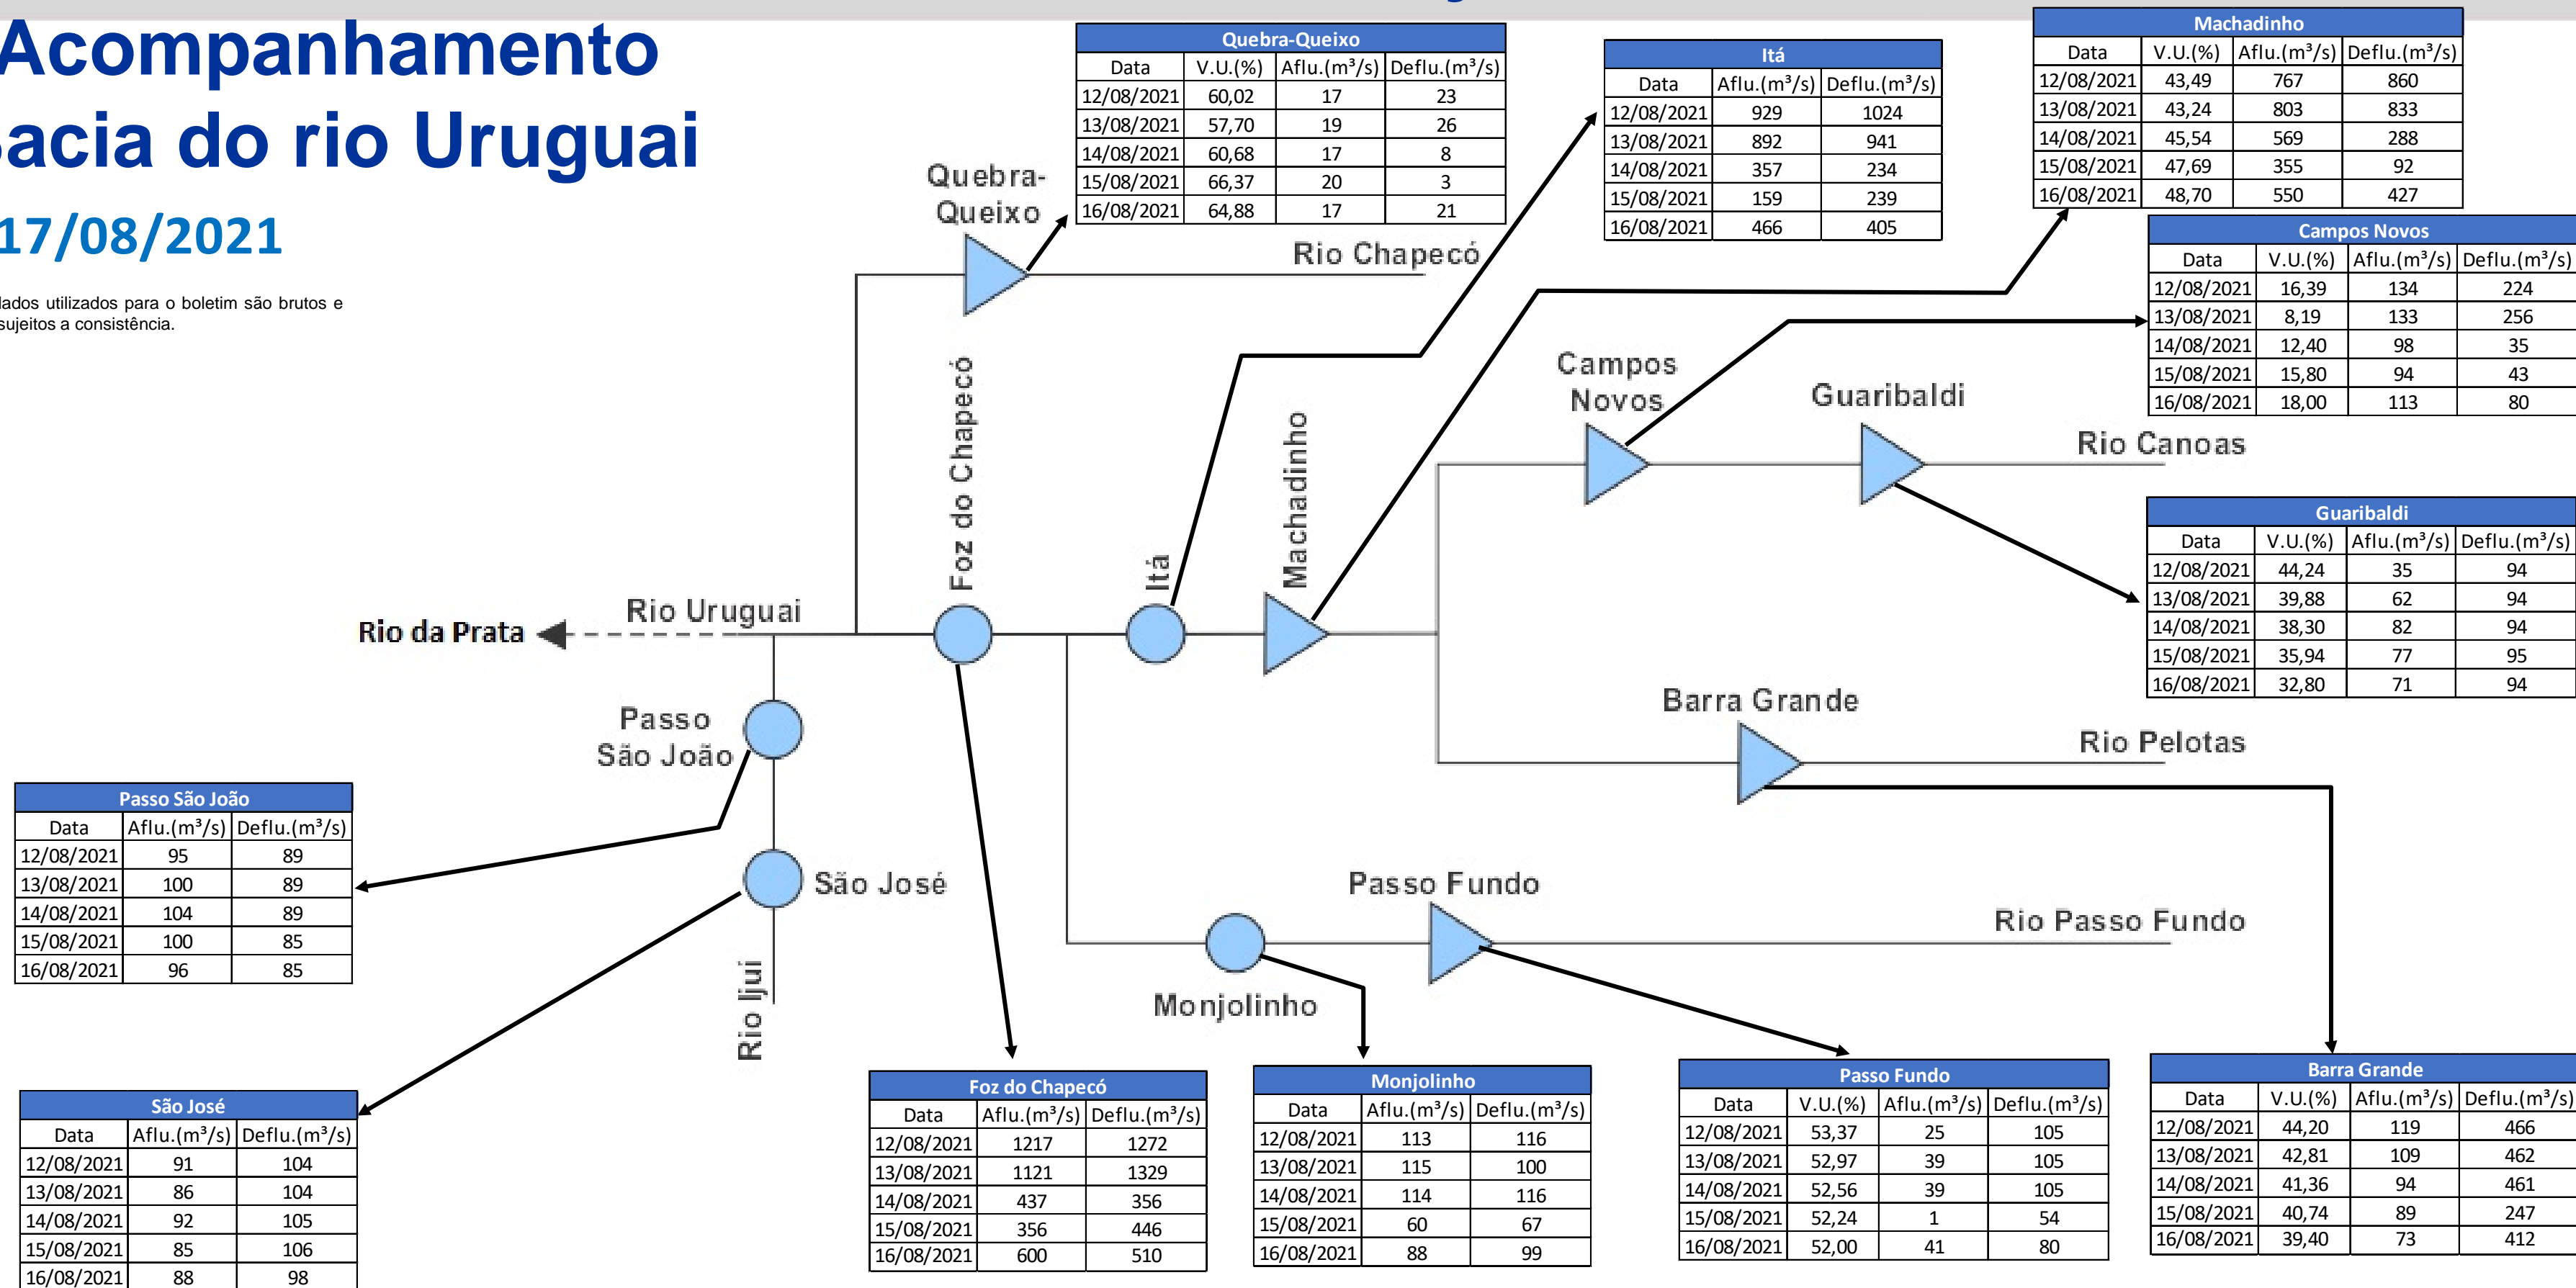 Acompanhamento
acia do rio Uruguai
17/08/2021
dados utilizados para o boletim são brutos e
sujeitos a consistência.
Quebra-Queixo
Data V.U.(%) Aflu.(m³/s) Deflu.(m³/s)
12/08/2021 60,02 17 23
13/08/2021 57,70 19 26
14/08/2021 60,68 17 8
15/08/2021 66,37 20 3
16/08/2021 64,88 17 21
Itá
Data Aflu.(m³/s) Deflu.(m³/s)
12/08/2021 929 1024
13/08/2021 892 941
14/08/2021 357 234
15/08/2021 159 239
16/08/2021 466 405
Machadinho
Data V.U.(%) Aflu.(m³/s) Deflu.(m³/s)
12/08/2021 43,49 767 860
13/08/2021 43,24 803 833
14/08/2021 45,54 569 288
15/08/2021 47,69 355 92
16/08/2021 48,70 550 427
Campos Novos
Data V.U.(%) Aflu.(m³/s) Deflu.(m³/s)
12/08/2021 16,39 134 224
13/08/2021 8,19 133 256
14/08/2021 12,40 98 35
15/08/2021 15,80 94 43
16/08/2021 18,00 113 80
Quebra-
Queixo
Rio Chapecó
Foz do Chapecó
Itá
Machadinho
Campos
Novos
Guaribaldi
Rio Canoas
Guaribaldi
Data V.U.(%) Aflu.(m³/s) Deflu.(m³/s)
12/08/2021 44,24 35 94
13/08/2021 39,88 62 94
14/08/2021 38,30 82 94
15/08/2021 35,94 77 95
16/08/2021 32,80 71 94
Rio da Prata
Rio Uruguai
Passo
São João
Barra Grande
Rio Pelotas
São José
Rio Ijuí
Passo Fundo
Rio Passo Fundo
Monjolinho
Passo São João
Data Aflu.(m³/s) Deflu.(m³/s)
12/08/2021 95 89
13/08/2021 100 89
14/08/2021 104 89
15/08/2021 100 85
16/08/2021 96 85
São José
Data Aflu.(m³/s) Deflu.(m³/s)
12/08/2021 91 104
13/08/2021 86 104
14/08/2021 92 105
15/08/2021 85 106
16/08/2021 88 98
Foz do Chapecó
Data Aflu.(m³/s) Deflu.(m³/s)
12/08/2021 1217 1272
13/08/2021 1121 1329
14/08/2021 437 356
15/08/2021 356 446
16/08/2021 600 510
Monjolinho
Data Aflu.(m³/s) Deflu.(m³/s)
12/08/2021 113 116
13/08/2021 115 100
14/08/2021 114 116
15/08/2021 60 67
16/08/2021 88 99
Passo Fundo
Data V.U.(%) Aflu.(m³/s) Deflu.(m³/s)
12/08/2021 53,37 25 105
13/08/2021 52,97 39 105
14/08/2021 52,56 39 105
15/08/2021 52,24 1 54
16/08/2021 52,00 41 80
Barra Grande
Data V.U.(%) Aflu.(m³/s) Deflu.(m³/s)
12/08/2021 44,20 119 466
13/08/2021 42,81 109 462
14/08/2021 41,36 94 461
15/08/2021 40,74 89 247
16/08/2021 39,40 73 412